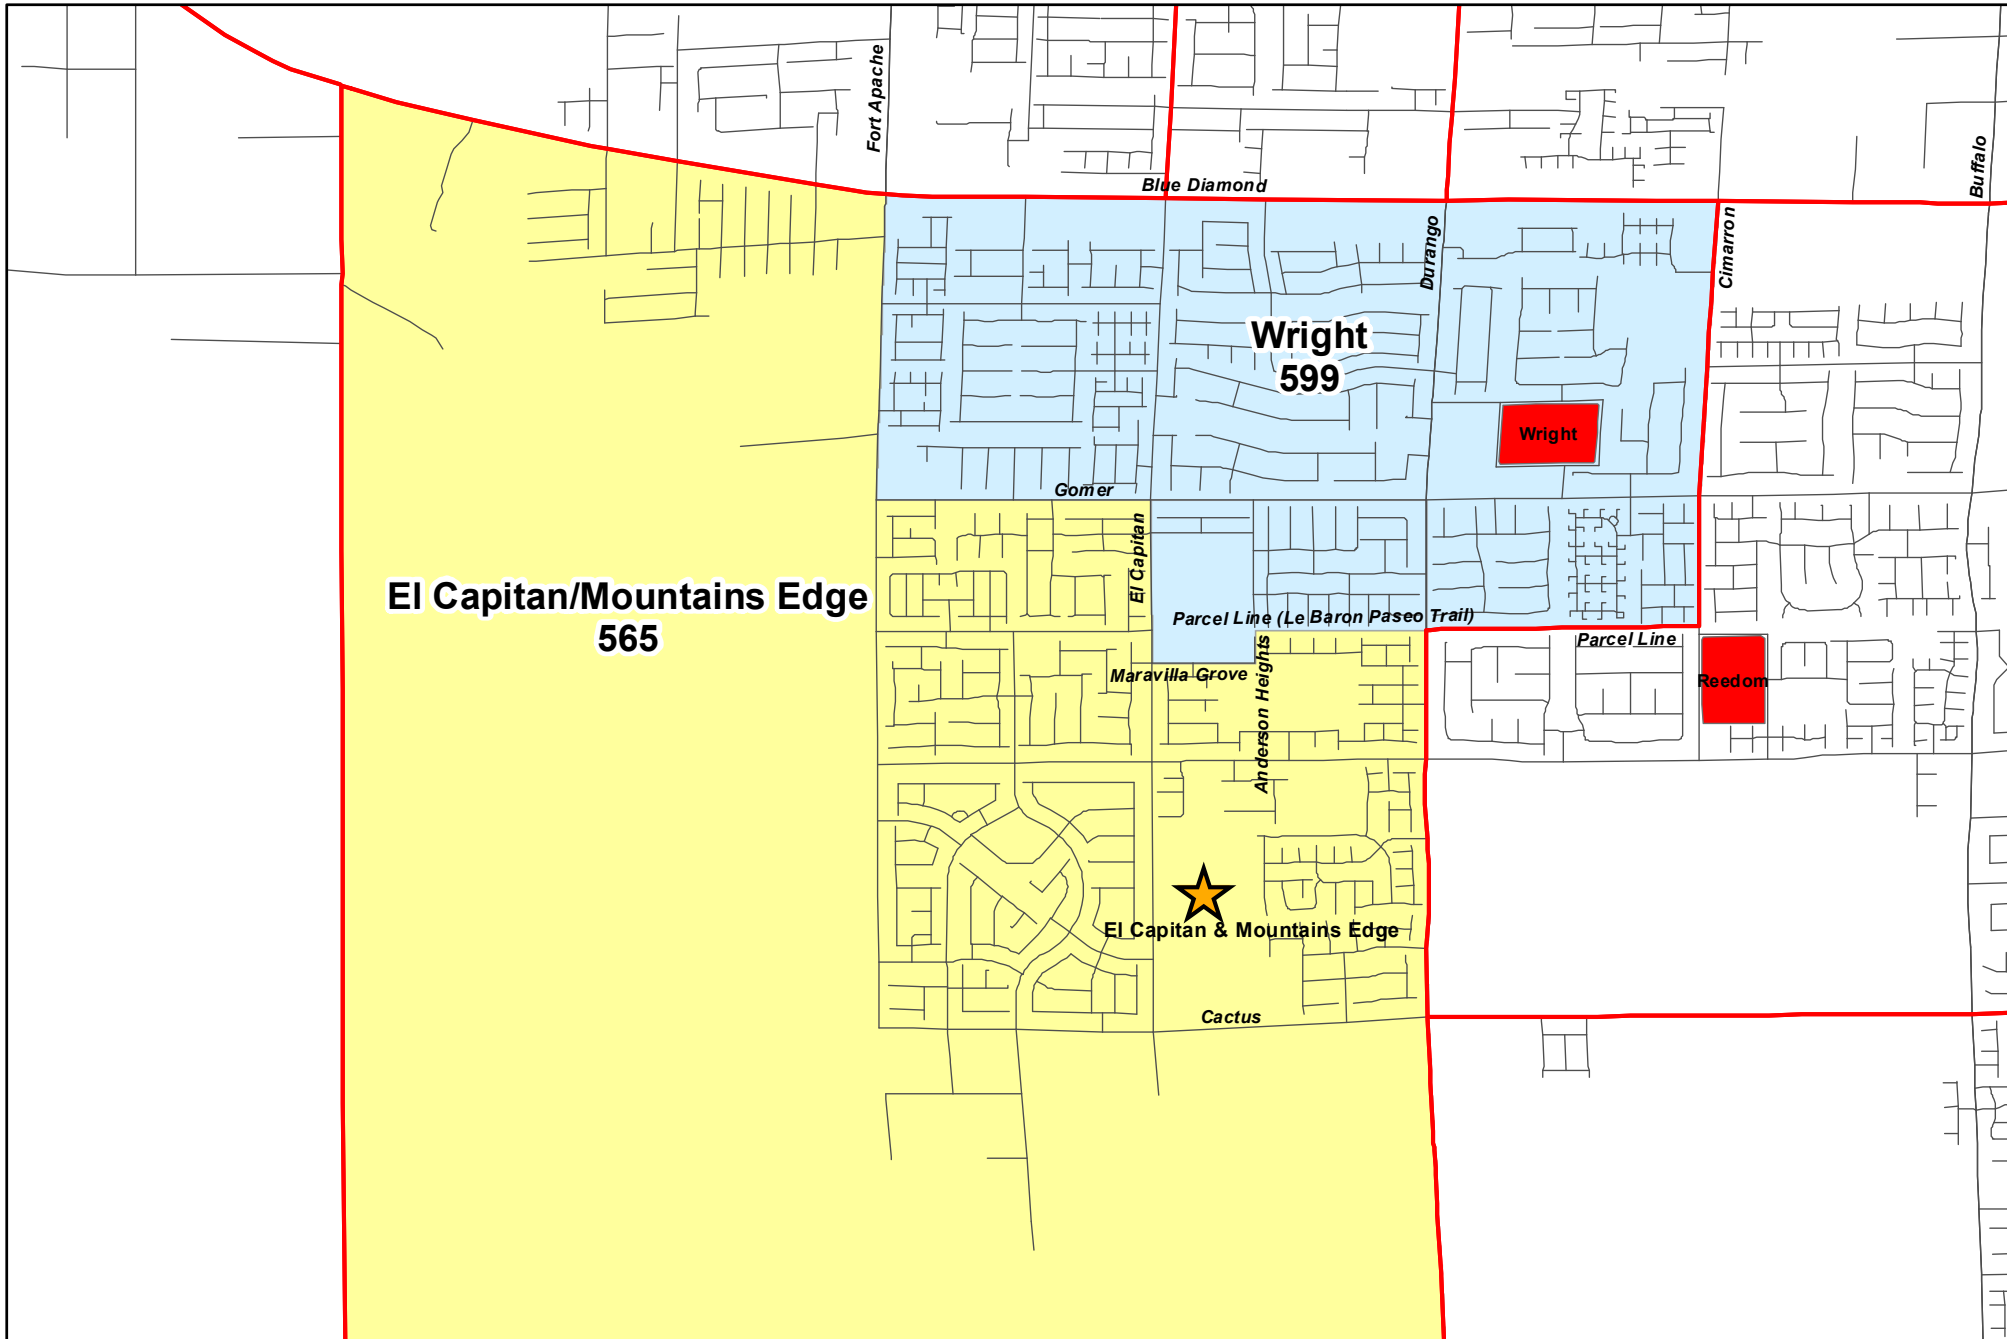 Fort Apache
Blue Diamond
Buffalo
Durango
Cimarron
Wright
599
Wright
Gomer
El Capitan
El Capitan/Mountains Edge
565
Parcel Line (Le Baron Paseo Trail)
Parcel Line
Maravilla Grove
Anderson Heights
Reedom
El Capitan & Mountains Edge
Cactus